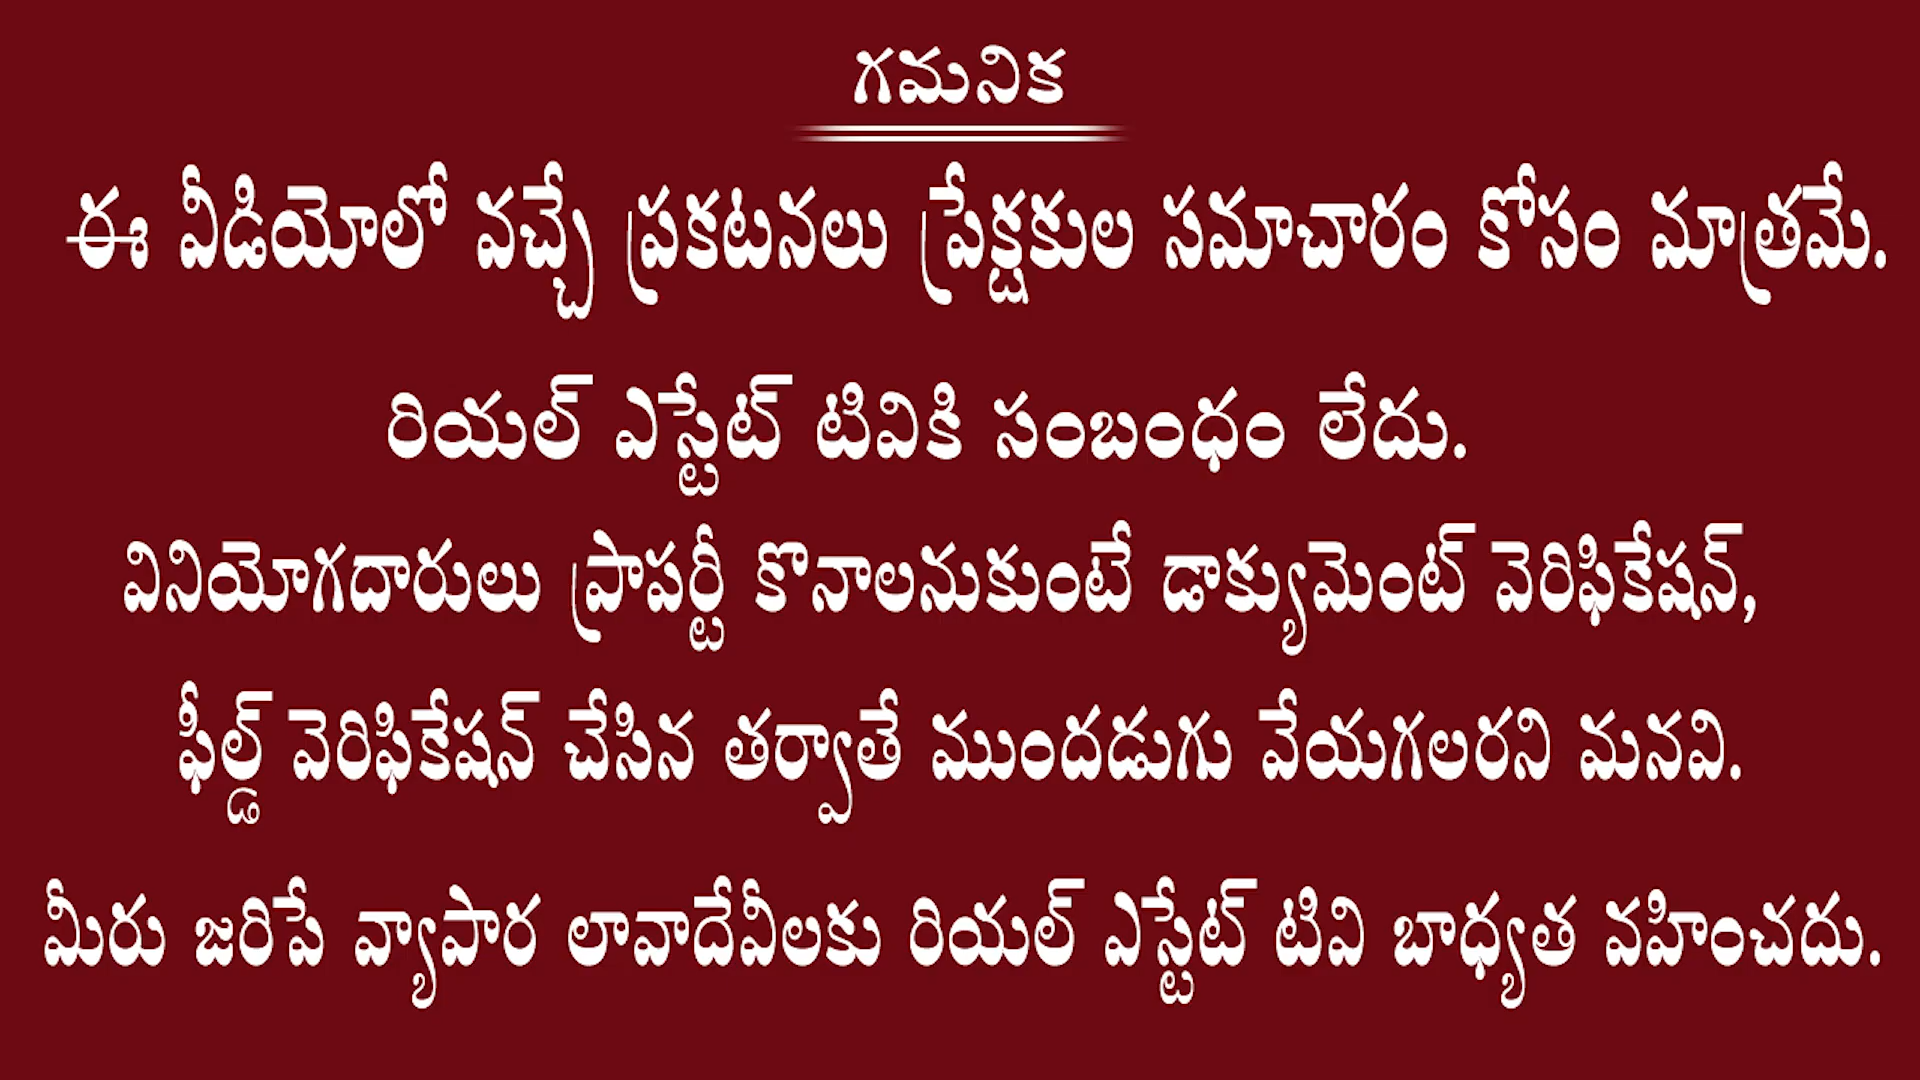 గమనిక
ఈ వీడియోలో వచ్చే ప్రకటనలు ప్రేక్షకుల సమాచారం కోసం మాత్రమే.
రియల్ ఎస్టేట్ టివికి సంబంధం లేదు.
వినియోగదారులు ప్రాపర్టీ కొనాలనుకుంటే డాక్యుమెంట్ వెరిఫికేషన్,
ఫీల్డ్ వెరిఫికేషన్ చేసిన తర్వాతే ముందడుగు వేయగలరని మనవి.
మీరు జరిపే వ్యాపార లావాదేవీలకు రియల్ ఎస్టేట్ టివి బాధ్యత వహించదు.